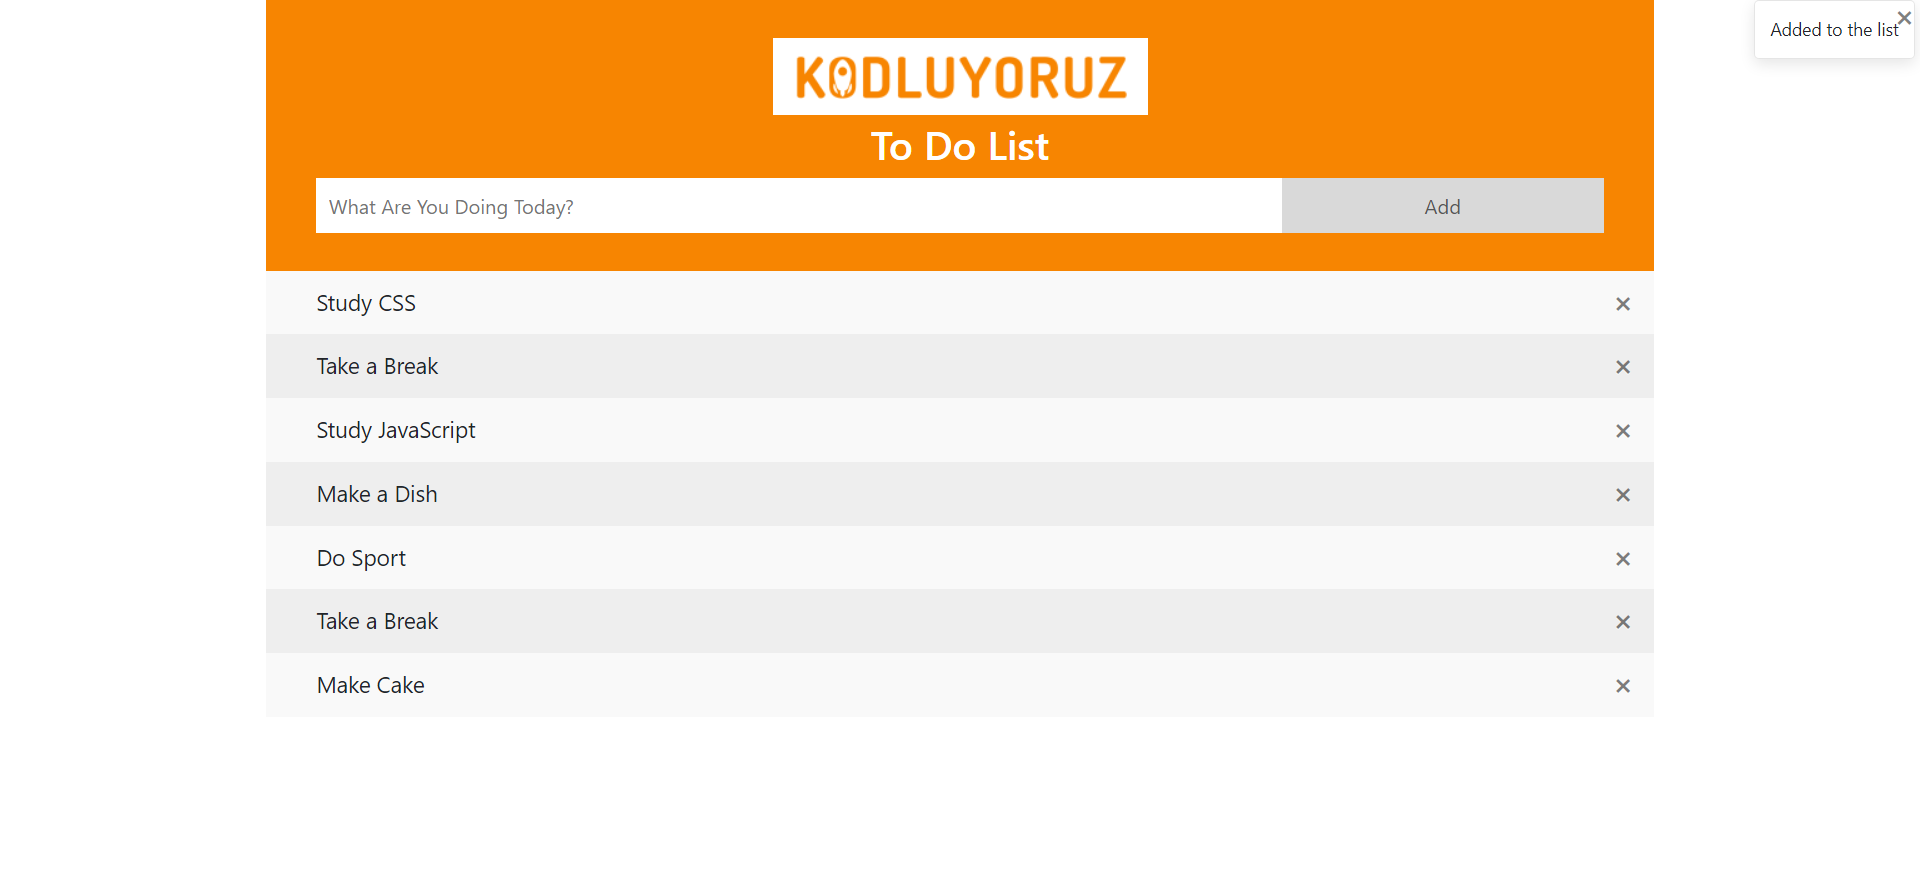 KODLUYORUZ
To Do List
What Are You Doing Today?
Add
Added to the list
Study CSS
Take a Break
Study JavaScript
Make a Dish
Do Sport
Take a Break
Make Cake